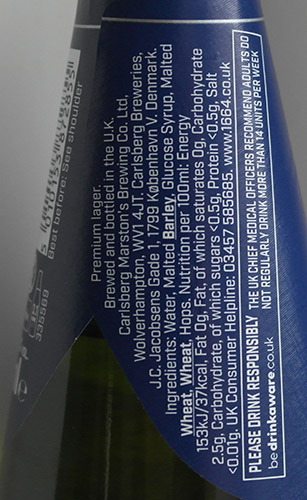 Premium lager.
Brewed and bottled in the U.K.
Carlsberg Marston's Brewing Co. Ltd,
Wolverhampton, WV1 4JT. Carlsberg Breweries,
J.C. Jacobsens Gade 1, 1799 København V. Denmark.
Ingredients: Water, Malted Barley, Glucose Syrup, Malted
Wheat, Wheat, Hops. Nutrition per 100ml: Energy
153kJ/37kcal, Fat 0g, Fat, of which saturates 0g, Carbohydrate
2.5g, Carbohydrate, of which sugars <0.5g, Protein <0.5g, Salt
<0.01g. UK Consumer Helpline: 03457 585685. www.1664.co.uk
PLEASE DRINK RESPONSIBLY
THE UK CHIEF MEDICAL OFFICERS RECOMMEND ADULTS DO
NOT REGULARLY DRINK MORE THAN 14 UNITS PER WEEK
be drinkaware.co.uk
Best before: See shoulder
335589